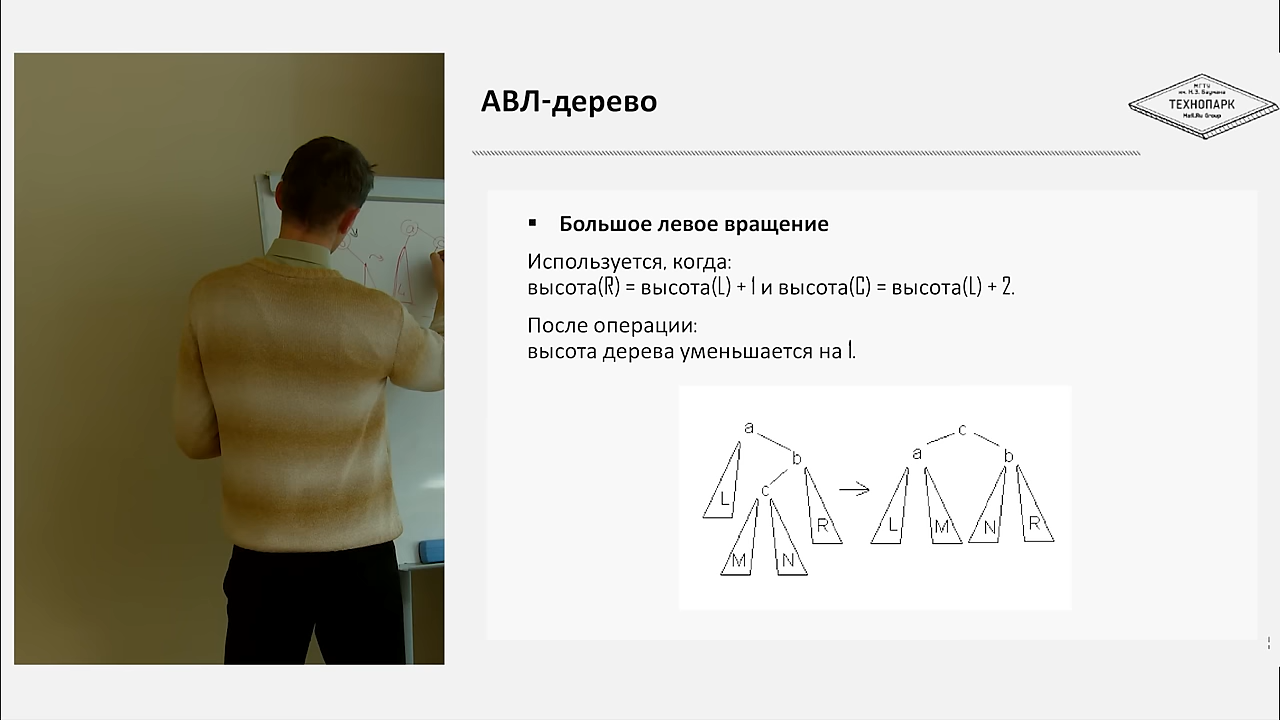 АВЛ-дерево
МГТУ
им. Н.Э. Баумана
ТЕХНОПАРК
Mail.Ru Group
▪ Большое левое вращение
Используется, когда:
высота(R) = высота(L) + 1 и высота(C) = высота(L) + 2.
После операции:
высота дерева уменьшается на 1.
a
b
c
L
R
M
N
c
a
b
L
M
N
R
a